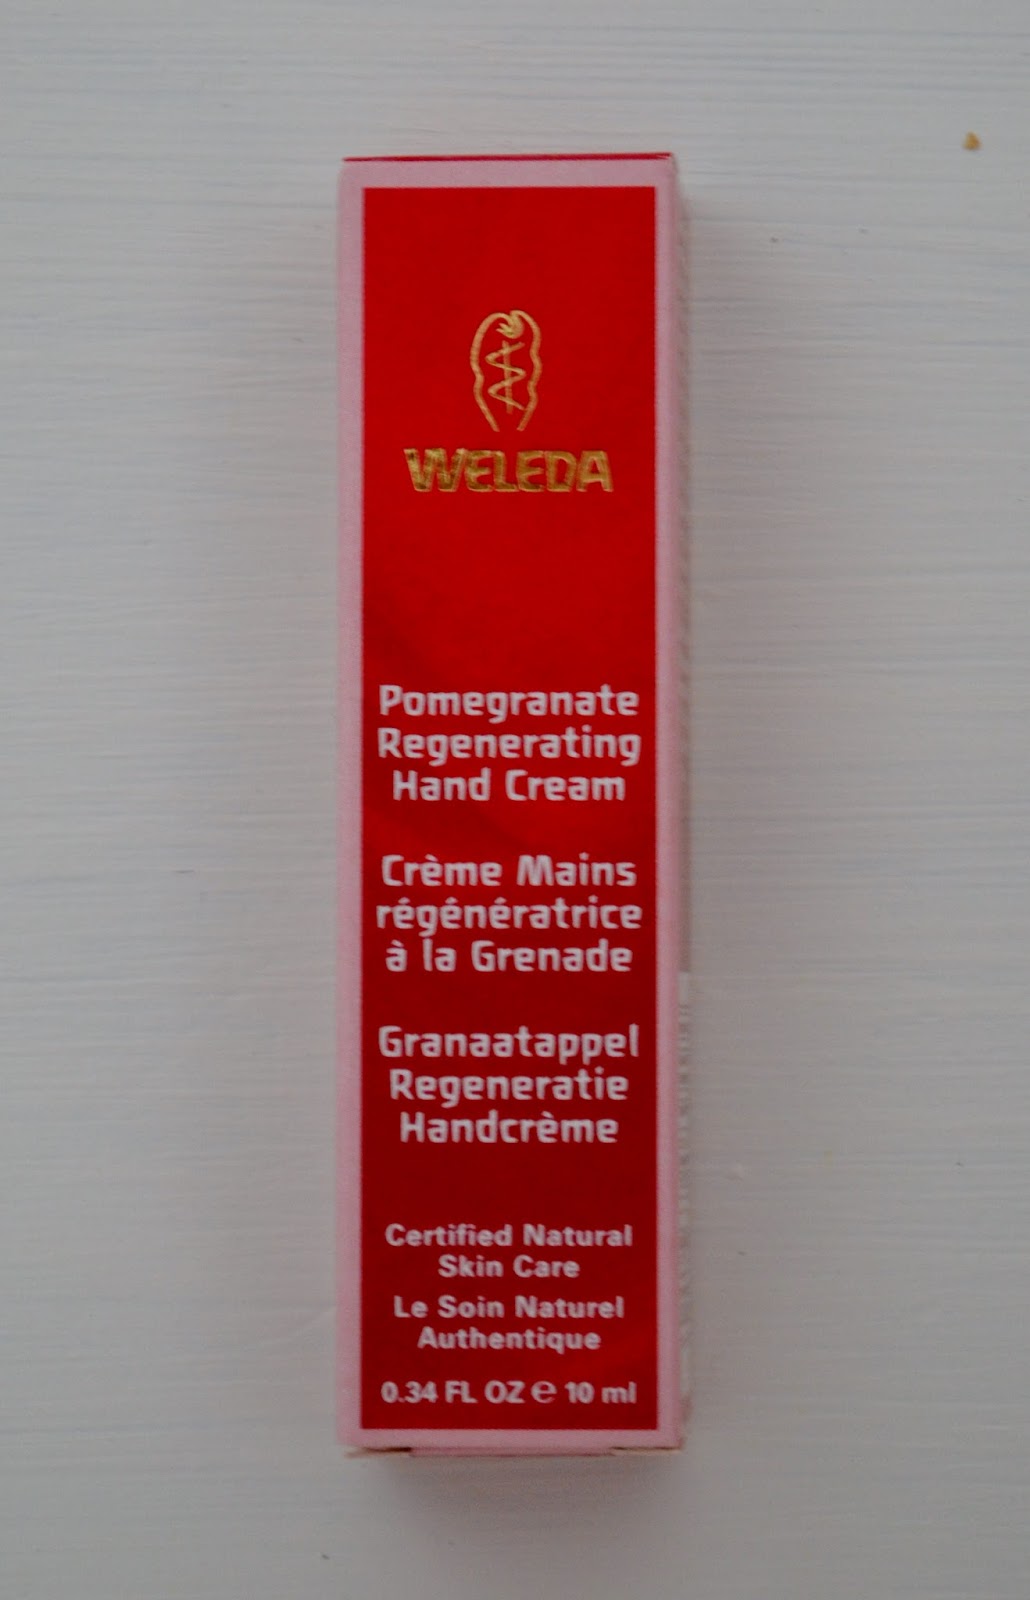 WELEDA
Pomegranate
Regenerating
Hand Cream
Crème Mains
régénératrice
à la Grenade
Granaatappel
Regeneratie
Handcrème
Certified Natural
Skin Care
Le Soin Naturel
Authentique
0.34 FL OZ ℮ 10 ml